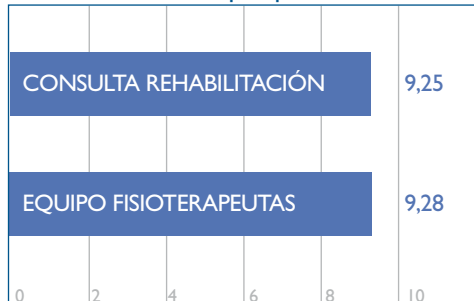 CONSULTA REHABILITACIÓN 9,25
EQUIPO FISIOTERAPEUTAS 9,28
0 2 4 6 8 10